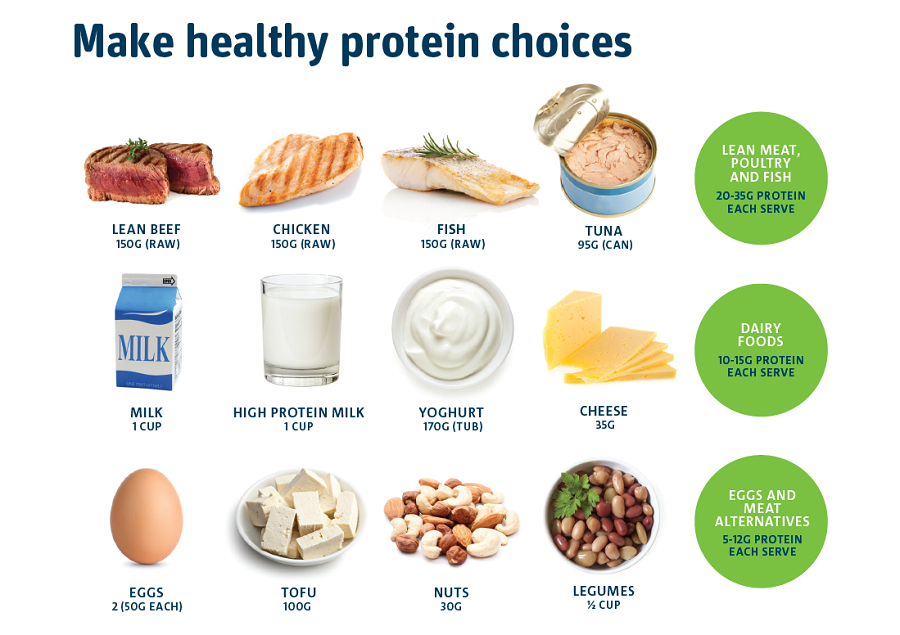 Make healthy protein choices
LEAN BEEF
150G (RAW)
CHICKEN
150G (RAW)
FISH
150G (RAW)
TUNA
95G (CAN)
LEAN MEAT,
POULTRY
AND FISH
20-35G PROTEIN
EACH SERVE
MILK
MILK
1 CUP
HIGH PROTEIN MILK
1 CUP
YOGHURT
170G (TUB)
CHEESE
35G
DAIRY
FOODS
10-15G PROTEIN
EACH SERVE
EGGS
2 (50G EACH)
TOFU
100G
NUTS
30G
LEGUMES
½ CUP
EGGS AND
MEAT
ALTERNATIVES
5-12G PROTEIN
EACH SERVE